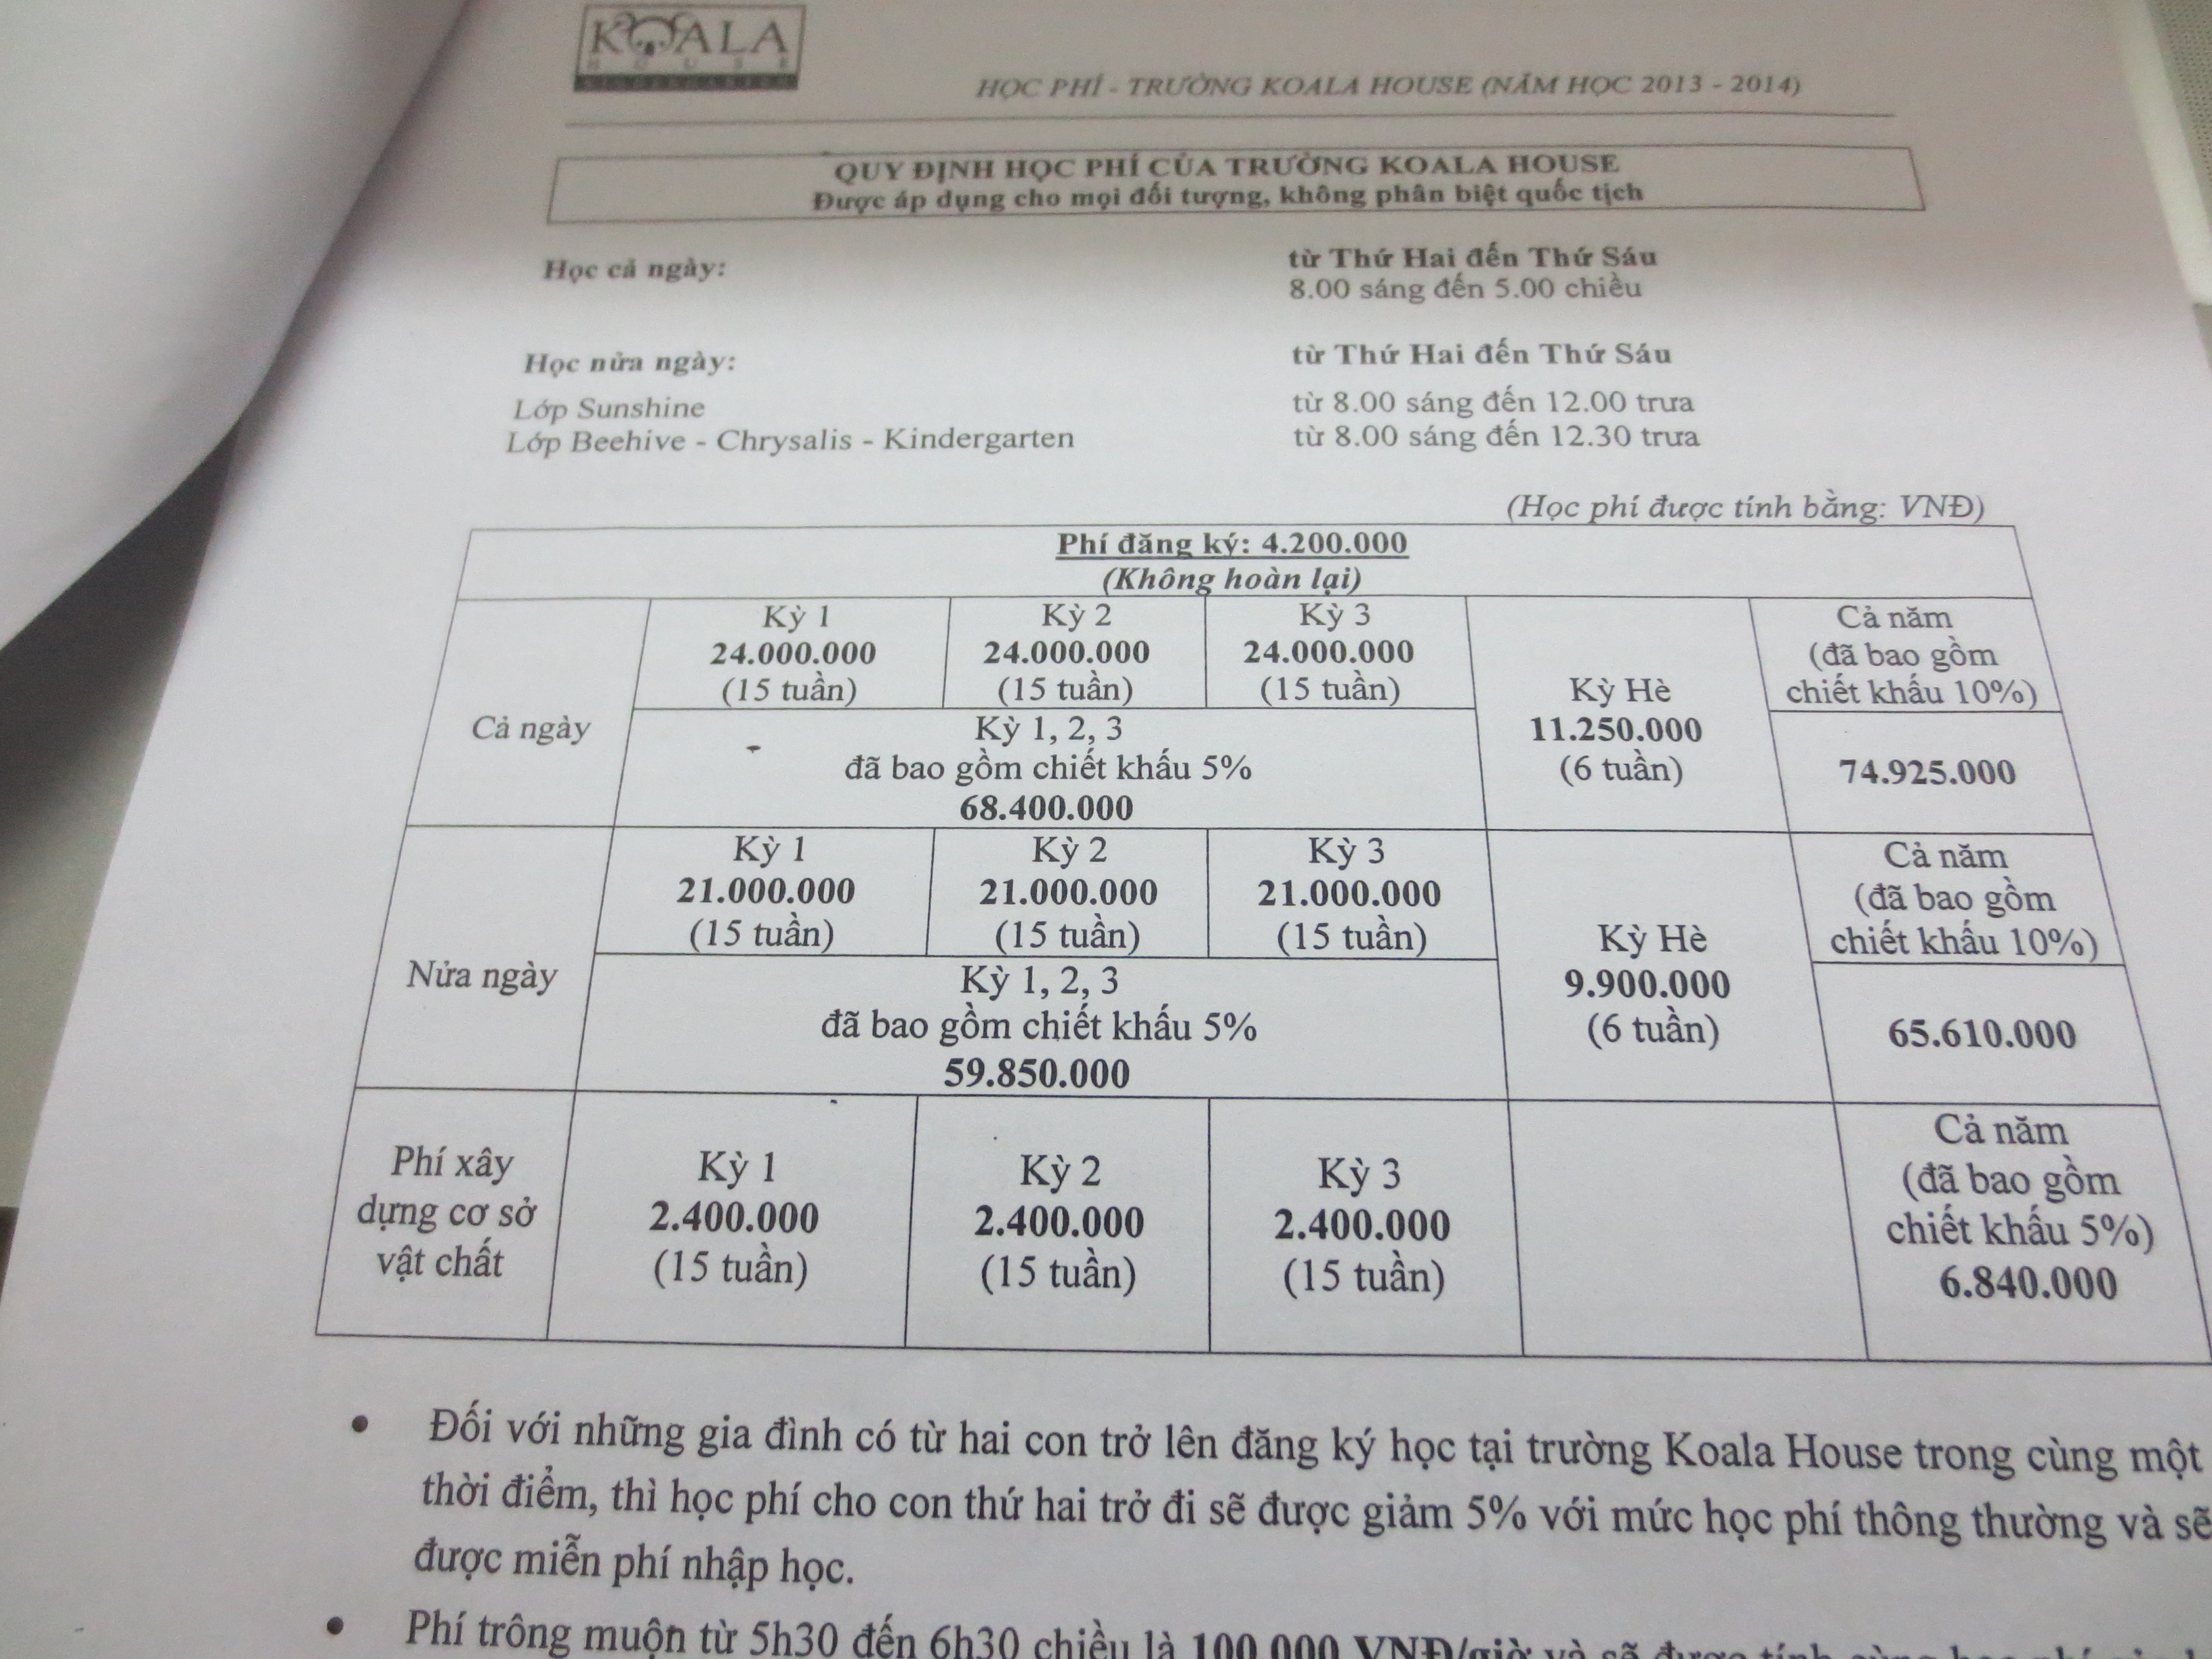 KOALA
HOUSE
KINDERGARTEN
HỌC PHÍ - TRƯỜNG KOALA HOUSE (NĂM HỌC 2013 - 2014)
QUY ĐỊNH HỌC PHÍ CỦA TRƯỜNG KOALA HOUSE
Được áp dụng cho mọi đối tượng, không phân biệt quốc tịch
Học cả ngày:
từ Thứ Hai đến Thứ Sáu
8.00 sáng đến 5.00 chiều
Học nửa ngày:
từ Thứ Hai đến Thứ Sáu
Lớp Sunshine
từ 8.00 sáng đến 12.00 trưa
Lớp Beehive - Chrysalis - Kindergarten
từ 8.00 sáng đến 12.30 trưa
(Học phí được tính bằng: VNĐ)
Phí đăng ký: 4.200.000
(Không hoàn lại)
Cả ngày
Kỳ 1
24.000.000
(15 tuần)
Kỳ 2
24.000.000
(15 tuần)
Kỳ 3
24.000.000
(15 tuần)
Kỳ 1, 2, 3
đã bao gồm chiết khấu 5%
68.400.000
Kỳ Hè
11.250.000
(6 tuần)
Cả năm
(đã bao gồm
chiết khấu 10%)
74.925.000
Nửa ngày
Kỳ 1
21.000.000
(15 tuần)
Kỳ 2
21.000.000
(15 tuần)
Kỳ 3
21.000.000
(15 tuần)
Kỳ 1, 2, 3
đã bao gồm chiết khấu 5%
59.850.000
Kỳ Hè
9.900.000
(6 tuần)
Cả năm
(đã bao gồm
chiết khấu 10%)
65.610.000
Phí xây
dựng cơ sở
vật chất
Kỳ 1
2.400.000
(15 tuần)
Kỳ 2
2.400.000
(15 tuần)
Kỳ 3
2.400.000
(15 tuần)
Cả năm
(đã bao gồm
chiết khấu 5%)
6.840.000
• Đối với những gia đình có từ hai con trở lên đăng ký học tại trường Koala House trong cùng một
thời điểm, thì học phí cho con thứ hai trở đi sẽ được giảm 5% với mức học phí thông thường và sẽ
được miễn phí nhập học.
• Phí trông muộn từ 5h30 đến 6h30 chiều là 100.000 VNĐ/giờ và sẽ được tính cùng học phí